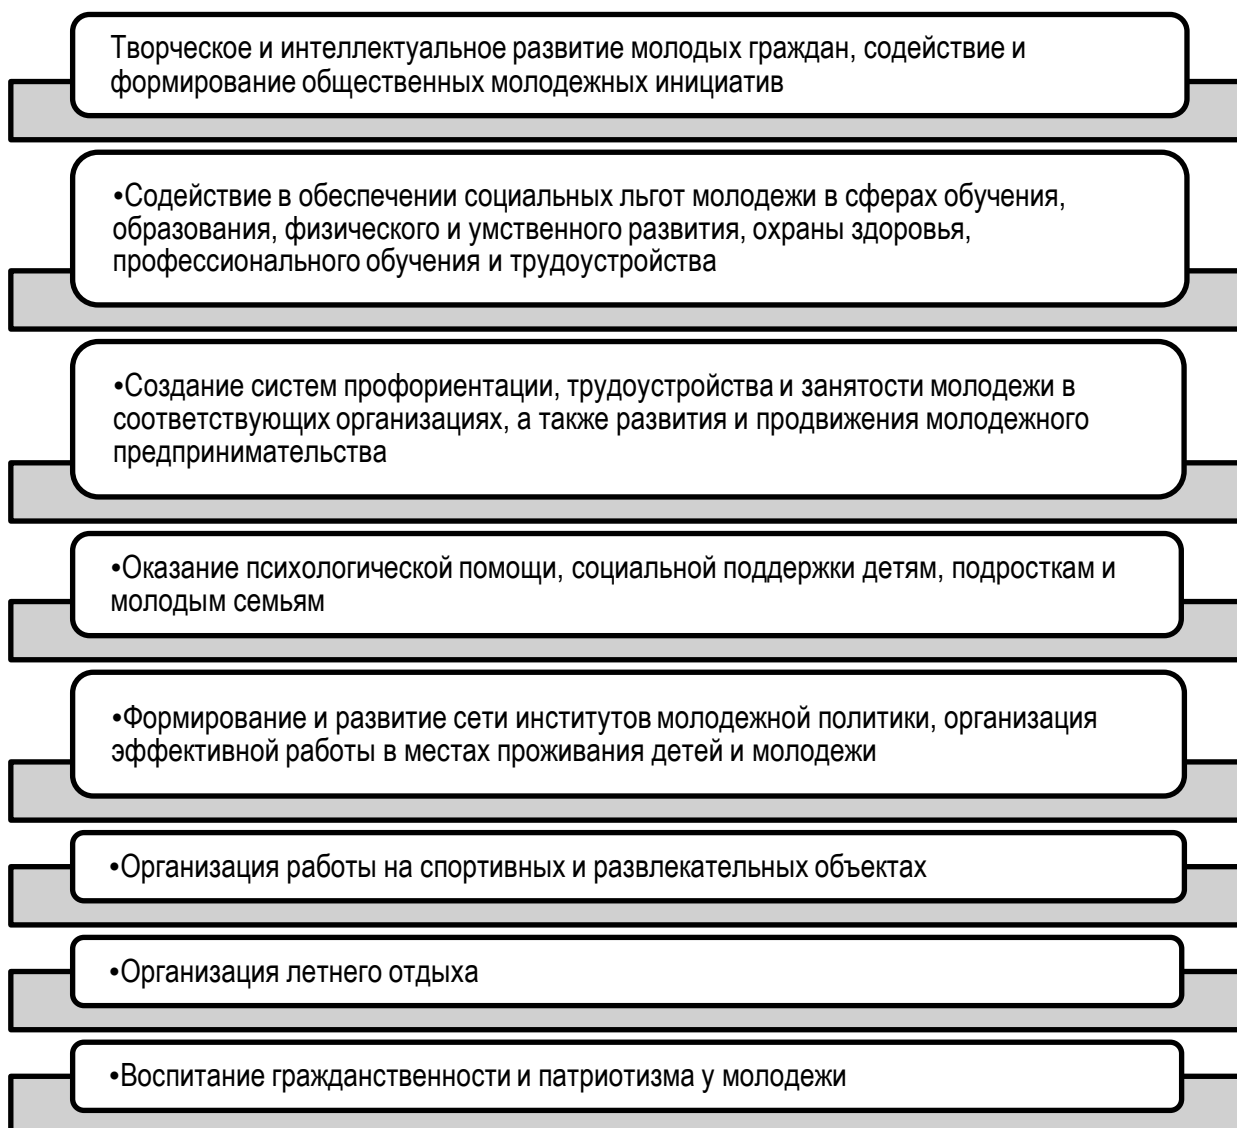 Творческое и интеллектуальное развитие молодых граждан, содействие и
формирование общественных молодежных инициатив
•Содействие в обеспечении социальных льгот молодежи в сферах обучения,
образования, физического и умственного развития, охраны здоровья,
профессионального обучения и трудоустройства
•Создание систем профориентации, трудоустройства и занятости молодежи в
соответствующих организациях, а также развития и продвижения молодежного
предпринимательства
•Оказание психологической помощи, социальной поддержки детям, подросткам и
молодым семьям
•Формирование и развитие сети институтов молодежной политики, организация
эффективной работы в местах проживания детей и молодежи
•Организация работы на спортивных и развлекательных объектах
•Организация летнего отдыха
•Воспитание гражданственности и патриотизма у молодежи